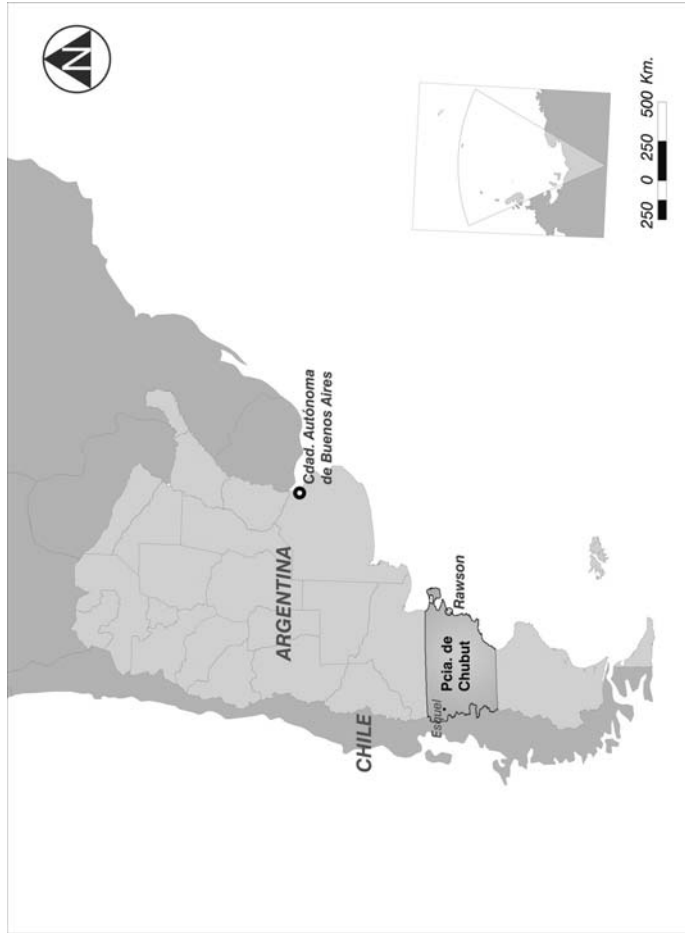 N
Cdad. Autónoma
de Buenos Aires
ARGENTINA
CHILE
Rawson
Esquel
Pcia. de
Chubut
250 0 250 500 Km.